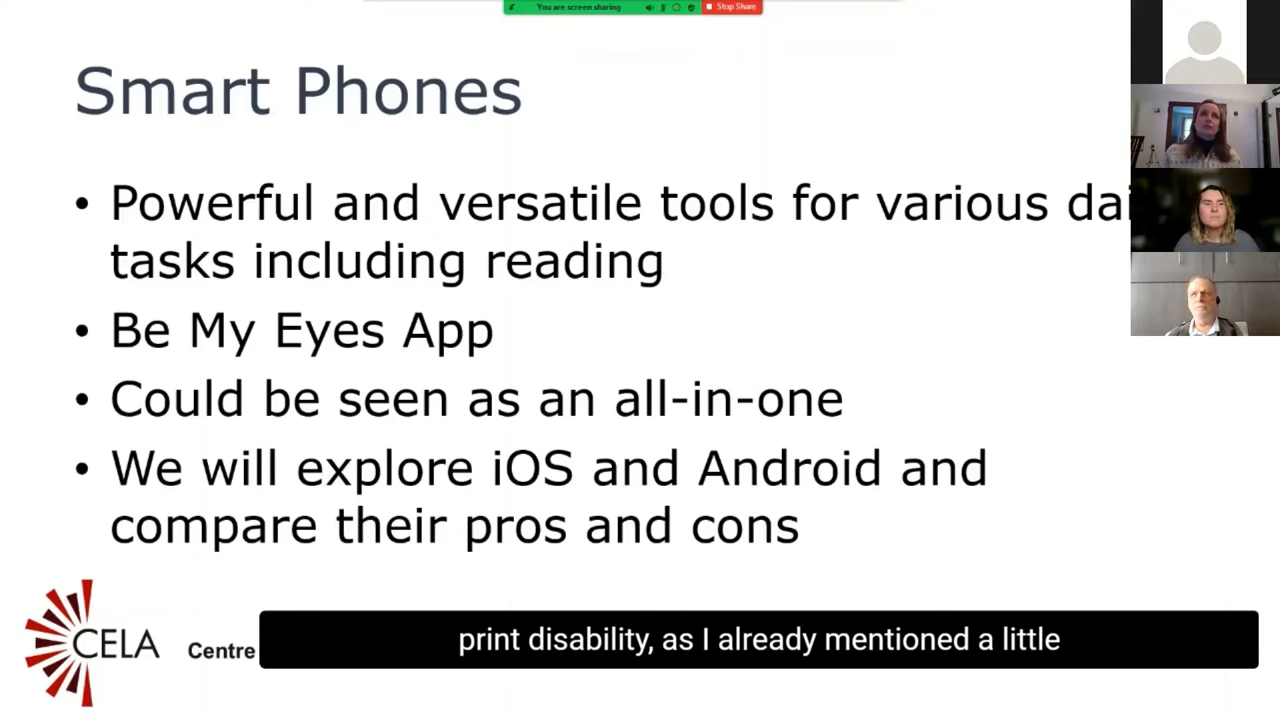 You are screen sharing
Stop Share
Smart Phones
• Powerful and versatile tools for various dai
tasks including reading
• Be My Eyes App
• Could be seen as an all-in-one
• We will explore iOS and Android and
compare their pros and cons
CELA Centre
print disability, as I already mentioned a little